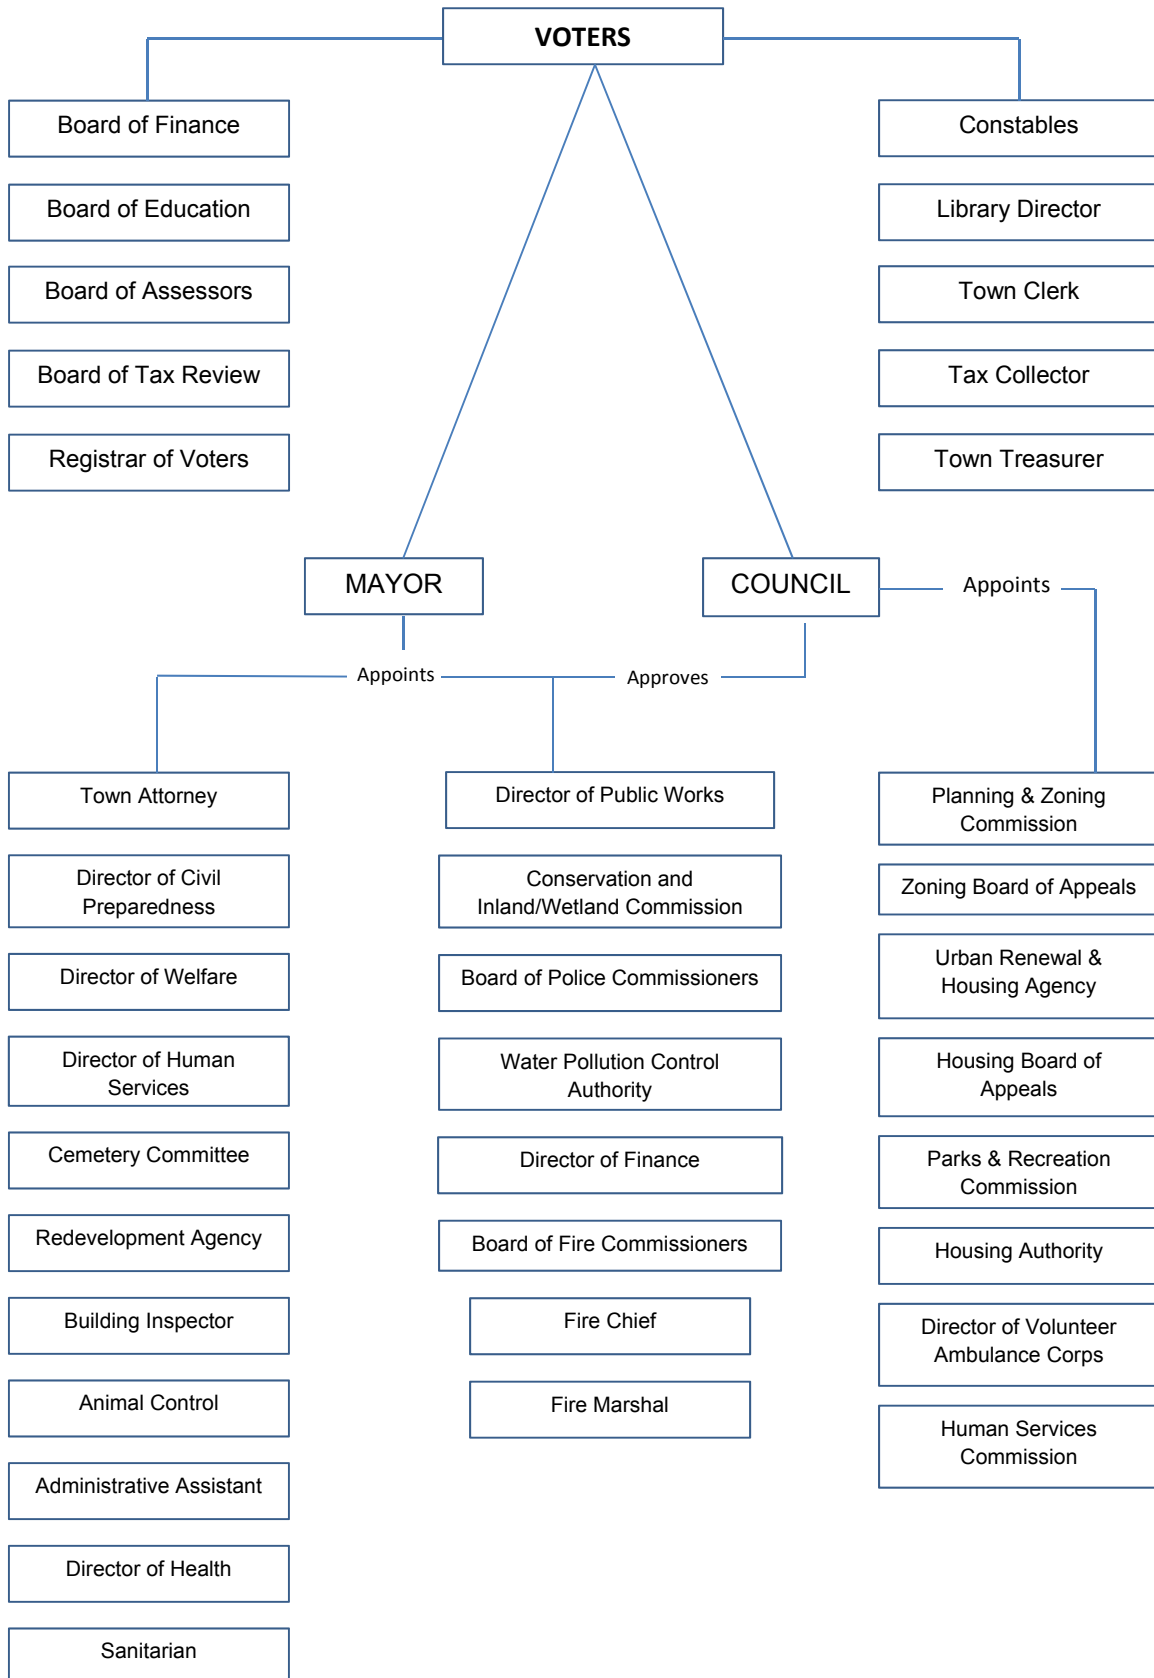 VOTERS
Board of Finance
Board of Education
Board of Assessors
Board of Tax Review
Registrar of Voters
Constables
Library Director
Town Clerk
Tax Collector
Town Treasurer
MAYOR
COUNCIL
Appoints
Appoints
Approves
Town Attorney
Director of Civil
Preparedness
Director of Welfare
Director of Human
Services
Cemetery Committee
Redevelopment Agency
Building Inspector
Animal Control
Administrative Assistant
Director of Health
Sanitarian
Director of Public Works
Conservation and
Inland/Wetland Commission
Board of Police Commissioners
Water Pollution Control
Authority
Director of Finance
Board of Fire Commissioners
Fire Chief
Fire Marshal
Planning & Zoning
Commission
Zoning Board of Appeals
Urban Renewal &
Housing Agency
Housing Board of
Appeals
Parks & Recreation
Commission
Housing Authority
Director of Volunteer
Ambulance Corps
Human Services
Commission